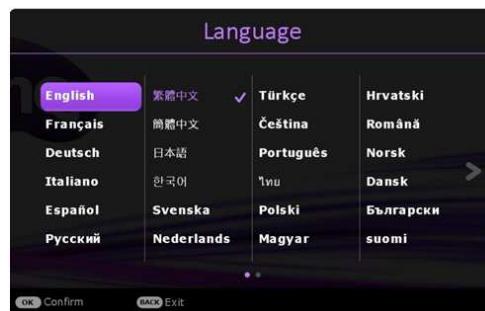 Language
English
Français
Deutsch
Italiano
Español
Русский
繁體中文
簡體中文
日本語
한국어
Svenska
Nederlands
Türkçe
Čeština
Português
ไทย
Polski
Magyar
Hrvatski
Română
Norsk
Dansk
Български
suomi
OK Confirm
BACK Exit